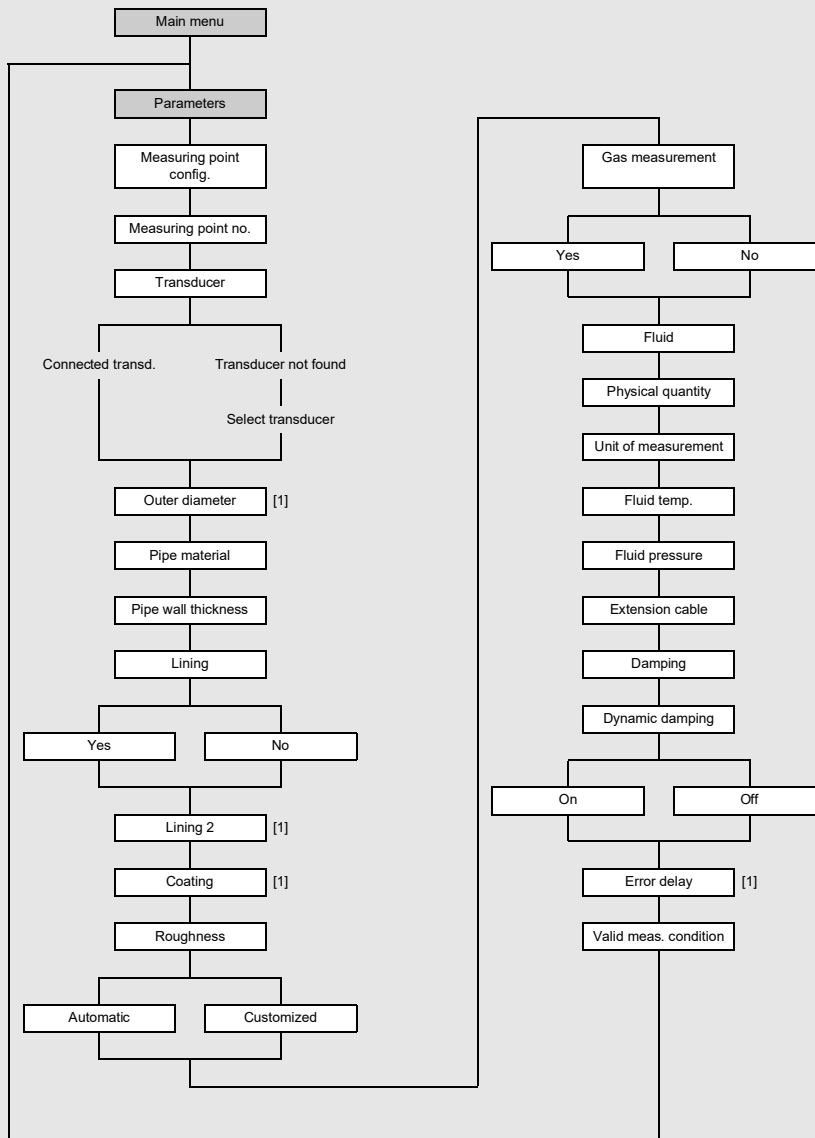 Main menu
Parameters
Measuring point
config.
Measuring point no.
Transducer
Connected transd.
Transducer not found
Select transducer
Outer diameter [1]
Pipe material
Pipe wall thickness
Lining
Yes
No
Lining 2 [1]
Coating [1]
Roughness
Automatic
Customized
Gas measurement
Yes
No
Fluid
Physical quantity
Unit of measurement
Fluid temp.
Fluid pressure
Extension cable
Damping
Dynamic damping
On
Off
Error delay [1]
Valid meas. condition